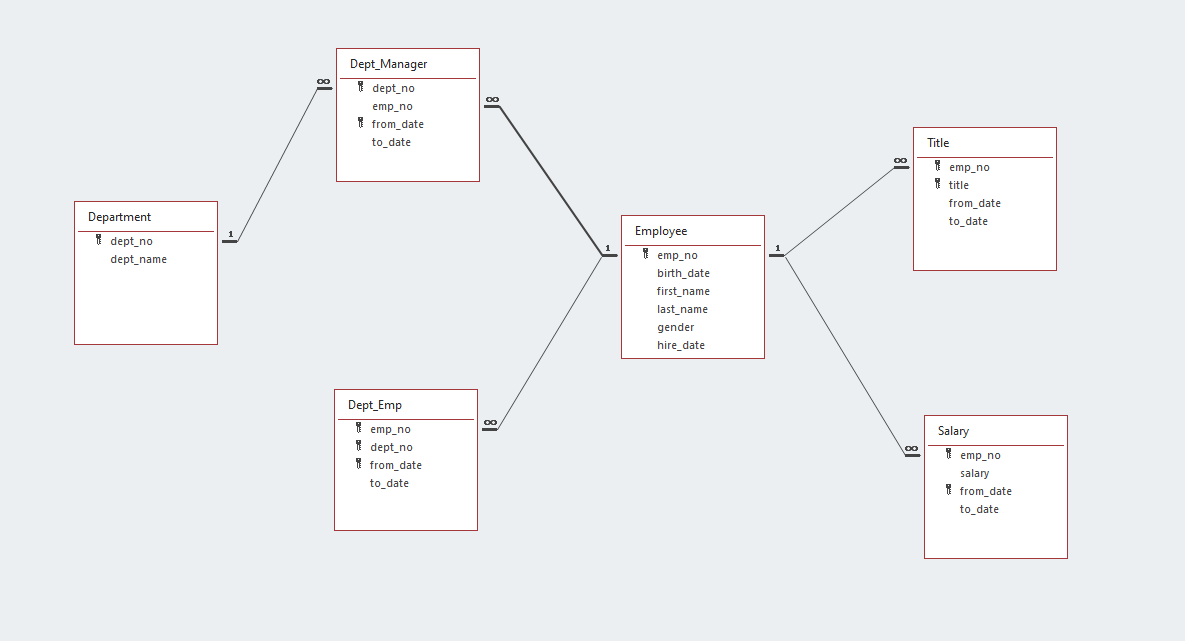 Dept_Manager
dept_no
emp_no
from_date
to_date
∞
∞
1
Department
dept_no
dept_name
Dept_Emp
emp_no
dept_no
from_date
to_date
∞
1
Employee
emp_no
birth_date
first_name
last_name
gender
hire_date
1
∞
Title
emp_no
title
from_date
to_date
∞
Salary
emp_no
salary
from_date
to_date